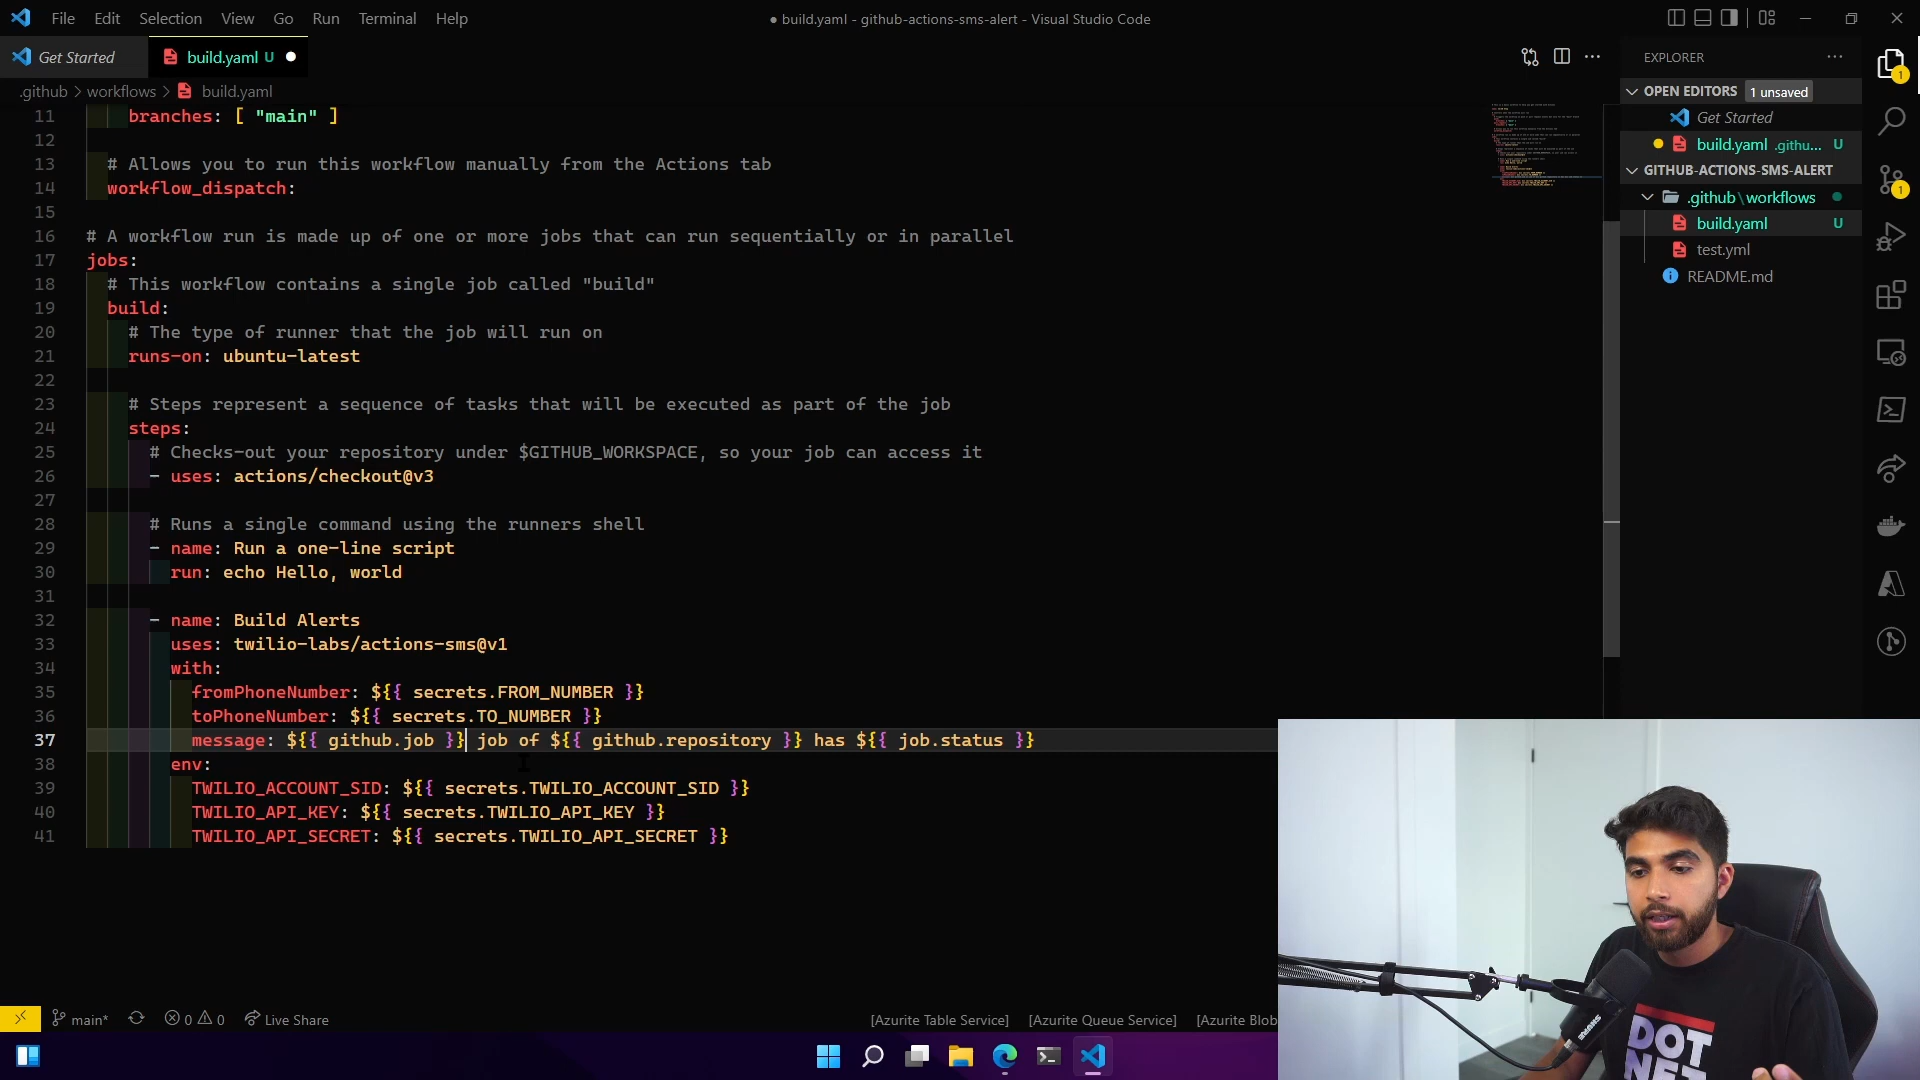 File Edit Selection View Go Run Terminal Help
● build.yaml - github-actions-sms-alert - Visual Studio Code
Get Started
build.yaml U
.github > workflows > build.yaml
11 branches: [ "main" ]
12
13 # Allows you to run this workflow manually from the Actions tab
14 workflow_dispatch:
15
16 # A workflow run is made up of one or more jobs that can run sequentially or in parallel
17 jobs:
18 # This workflow contains a single job called "build"
19 build:
20 # The type of runner that the job will run on
21 runs-on: ubuntu-latest
22
23 # Steps represent a sequence of tasks that will be executed as part of the job
24 steps:
25 # Checks-out your repository under $GITHUB_WORKSPACE, so your job can access it
26 - uses: actions/checkout@v3
27
28 # Runs a single command using the runners shell
29 - name: Run a one-line script
30 run: echo Hello, world
31
32 - name: Build Alerts
33 uses: twilio-labs/actions-sms@v1
34 with:
35 fromPhoneNumber: ${{ secrets.FROM_NUMBER }}
36 toPhoneNumber: ${{ secrets.TO_NUMBER }}
37 message: ${{ github.job }} job of ${{ github.repository }} has ${{ job.status }}
38 env:
39 TWILIO_ACCOUNT_SID: ${{ secrets.TWILIO_ACCOUNT_SID }}
40 TWILIO_API_KEY: ${{ secrets.TWILIO_API_KEY }}
41 TWILIO_API_SECRET: ${{ secrets.TWILIO_API_SECRET }}
EXPLORER
OPEN EDITORS 1 unsaved
Get Started
build.yaml .githu... U
GITHUB-ACTIONS-SMS-ALERT
.github\workflows
build.yaml U
test.yml
README.md
1
1
main* 0 0 Live Share
[Azurite Table Service] [Azurite Queue Service] [Azurite Blob
SHURE
DOT
NET